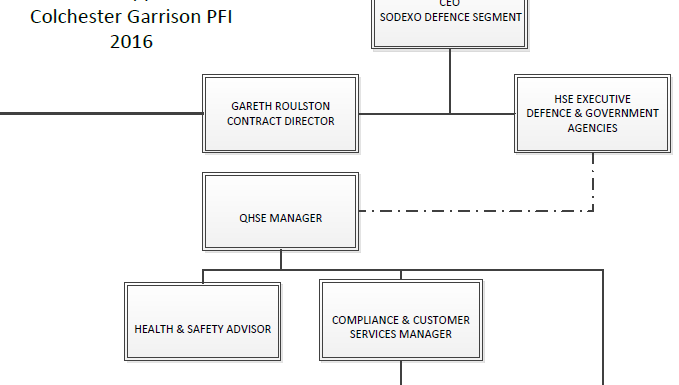 Colchester Garrison PFI
2016
CEO
SODEXO DEFENCE SEGMENT
GARETH ROULSTON
CONTRACT DIRECTOR
HSE EXECUTIVE
DEFENCE & GOVERNMENT
AGENCIES
QHSE MANAGER
HEALTH & SAFETY ADVISOR
COMPLIANCE & CUSTOMER
SERVICES MANAGER